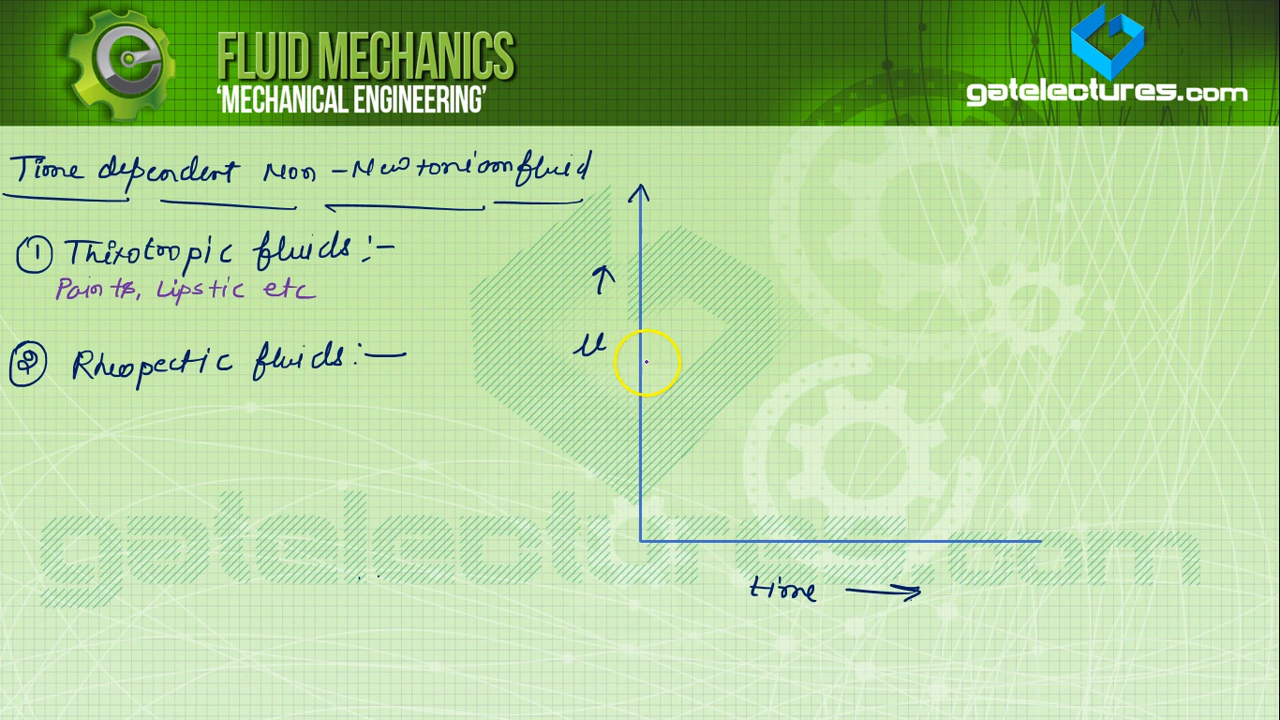 FLUID MECHANICS
'MECHANICAL ENGINEERING'
gatelectures.com
Time dependent Non-Newtonian fluid
① Thixotropic fluids:-
Paints, Lipstic etc
② Rheopectic fluids:-
↑
μ
time →
gatelectures.com